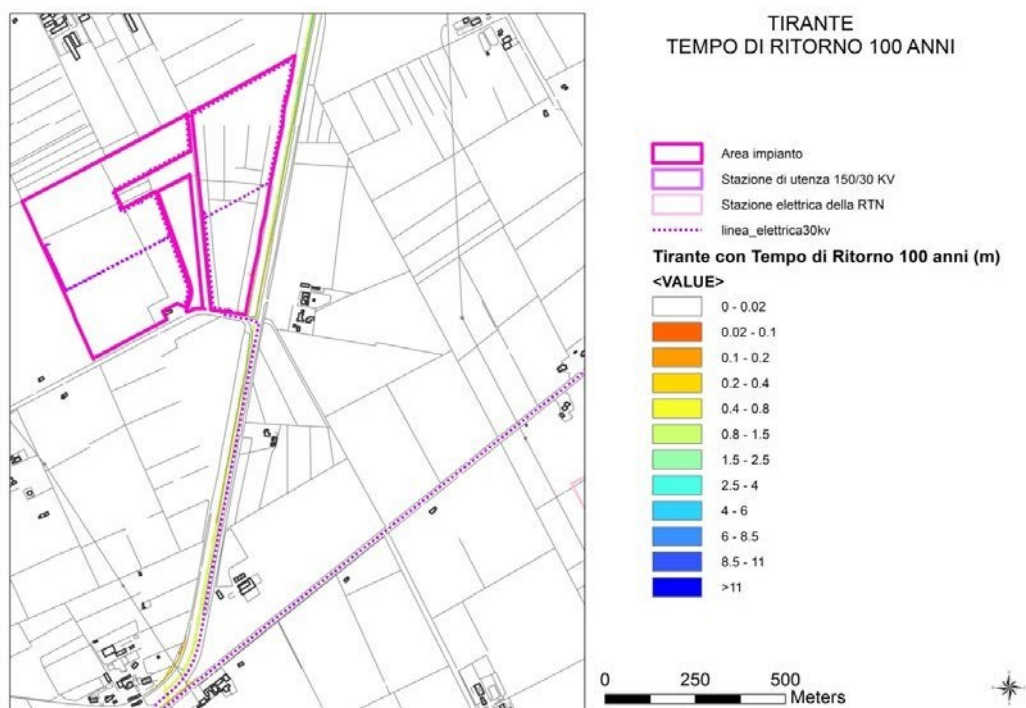 TIRANTE
TEMPO DI RITORNO 100 ANNI
Area impianto
Stazione di utenza 150/30 KV
Stazione elettrica della RTN
linea_elettrica30kv
Tirante con Tempo di Ritorno 100 anni (m)
<VALUE>
0 - 0.02
0.02 - 0.1
0.1 - 0.2
0.2 - 0.4
0.4 - 0.8
0.8 - 1.5
1.5 - 2.5
2.5 - 4
4 - 6
6 - 8.5
8.5 - 11
>11
0 250 500
Meters